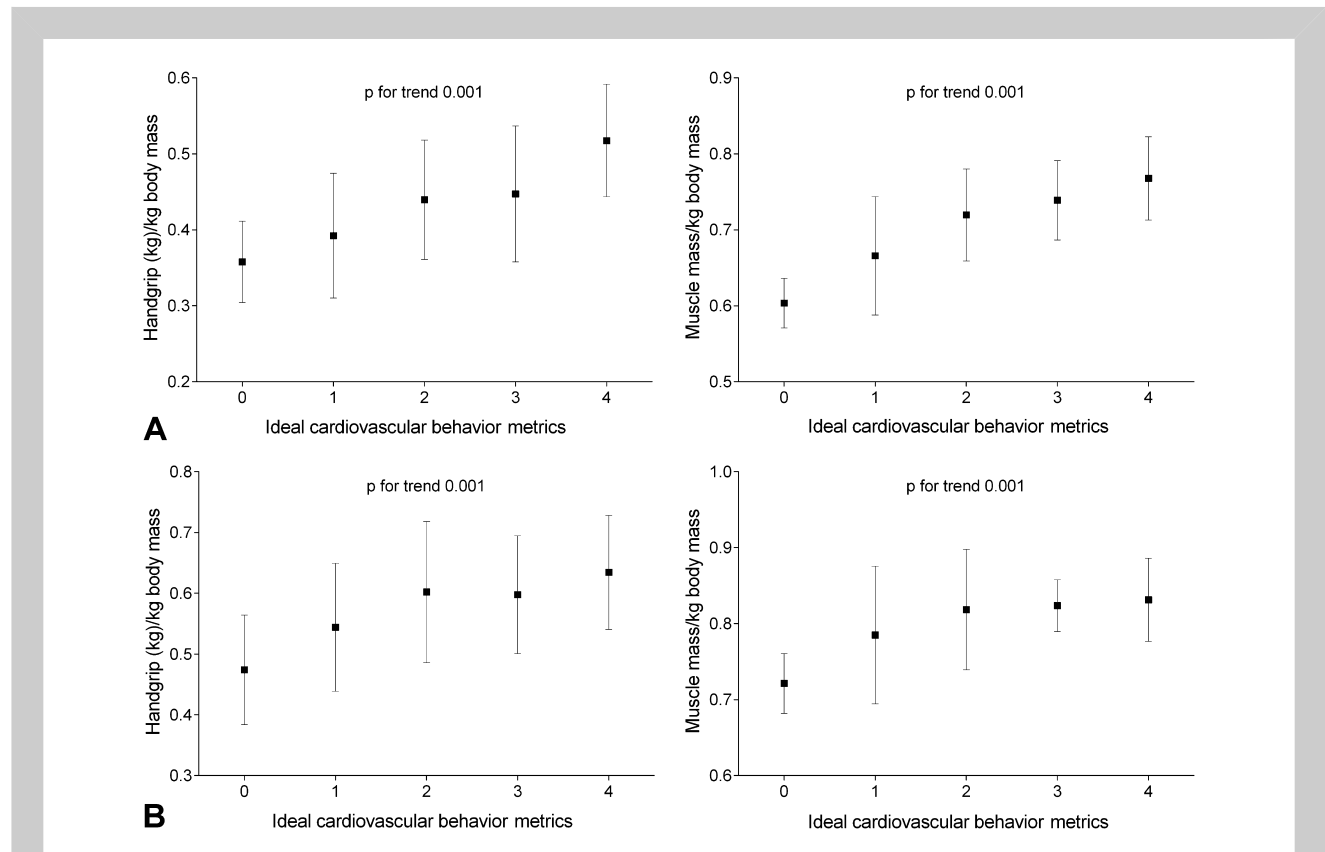 p for trend 0.001
Handgrip (kg)/kg body mass
0.6
0.5
0.4
0.3
0.2
0 1 2 3 4
Ideal cardiovascular behavior metrics
p for trend 0.001
Muscle mass/kg body mass
0.9
0.8
0.7
0.6
0.5
0 1 2 3 4
Ideal cardiovascular behavior metrics
A
p for trend 0.001
Handgrip (kg)/kg body mass
0.8
0.7
0.6
0.5
0.4
0.3
0 1 2 3 4
Ideal cardiovascular behavior metrics
p for trend 0.001
Muscle mass/kg body mass
1.0
0.9
0.8
0.7
0.6
0 1 2 3 4
Ideal cardiovascular behavior metrics
B